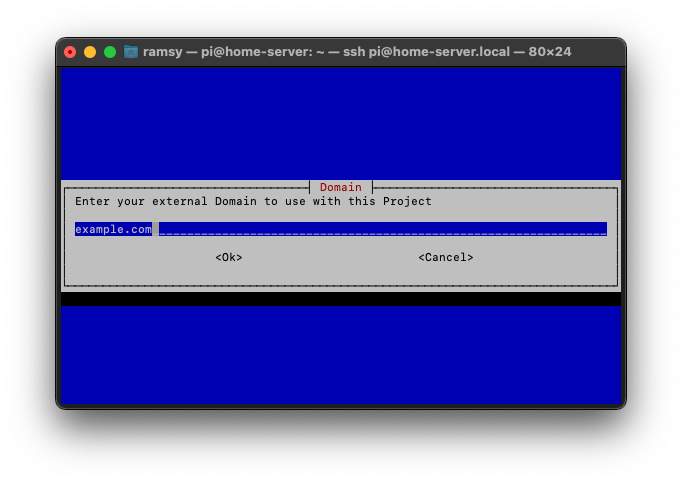 ramsy — pi@home-server: ~ — ssh pi@home-server.local — 80×24
Domain
Enter your external Domain to use with this Project
example.com
<Ok> <Cancel>